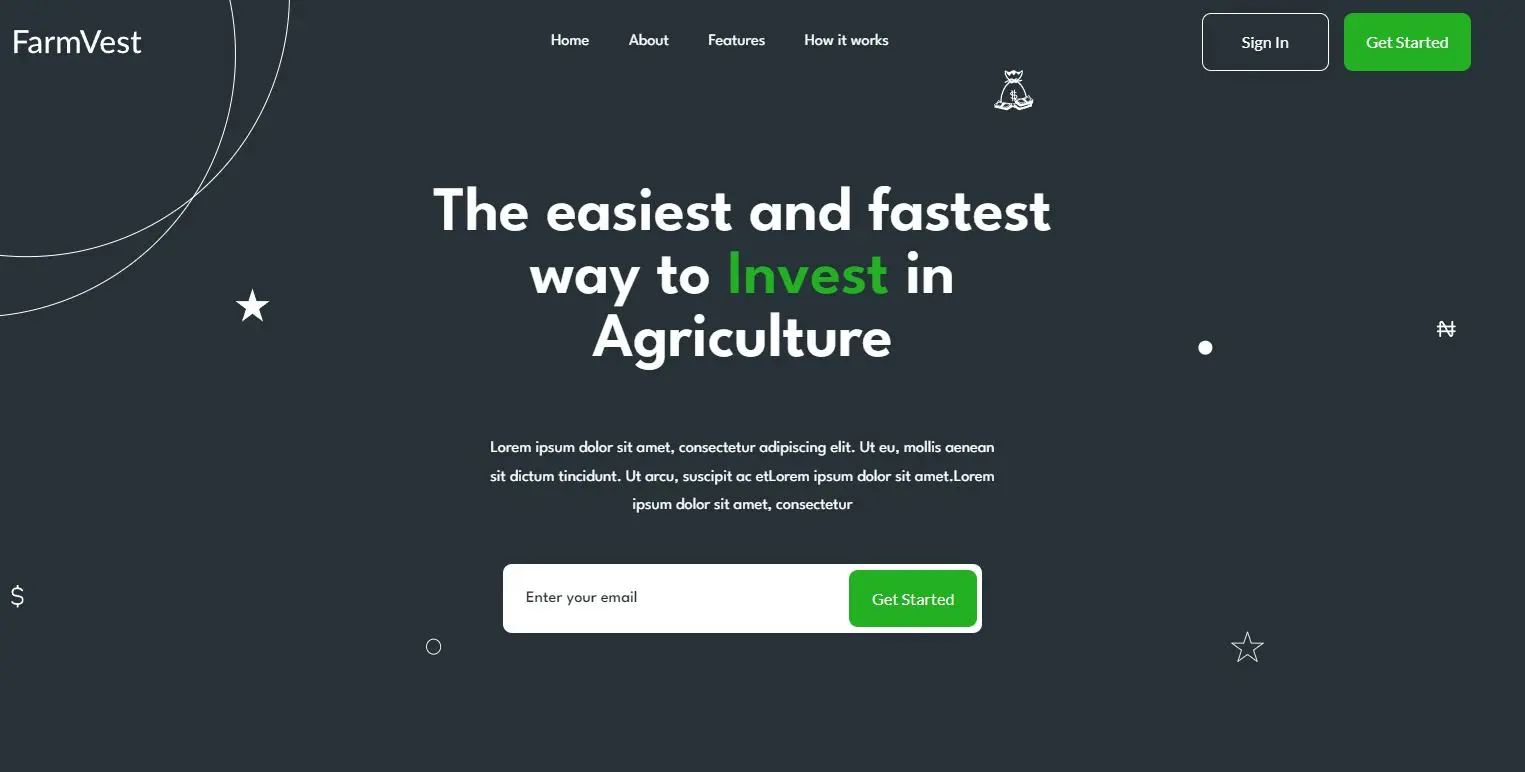 FarmVest
Home About Features How it works
Sign In
Get Started
The easiest and fastest
way to Invest in
Agriculture
₦
Lorem ipsum dolor sit amet, consectetur adipiscing elit. Ut eu, mollis aenean
sit dictum tincidunt. Ut arcu, suscipit ac etLorem ipsum dolor sit amet.Lorem
ipsum dolor sit amet, consectetur
$
Enter your email
Get Started